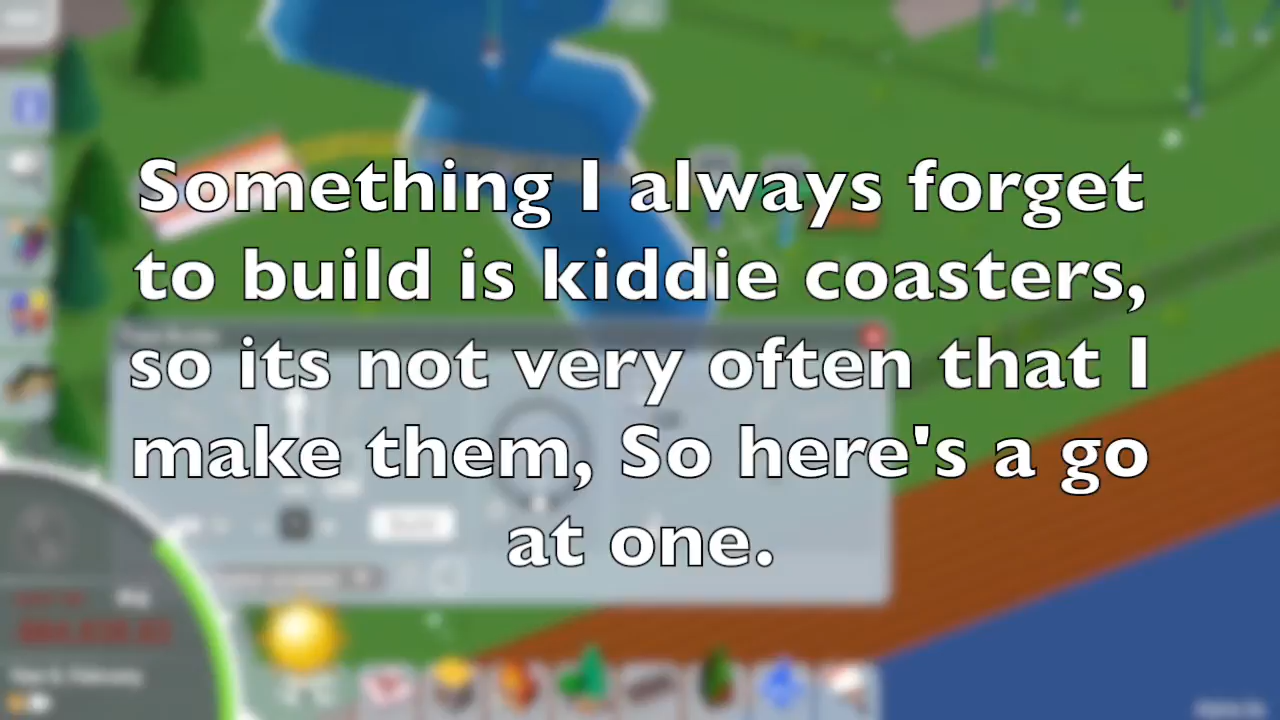 Something I always forget
to build is kiddie coasters,
so its not very often that I
make them, So here's a go
at one.